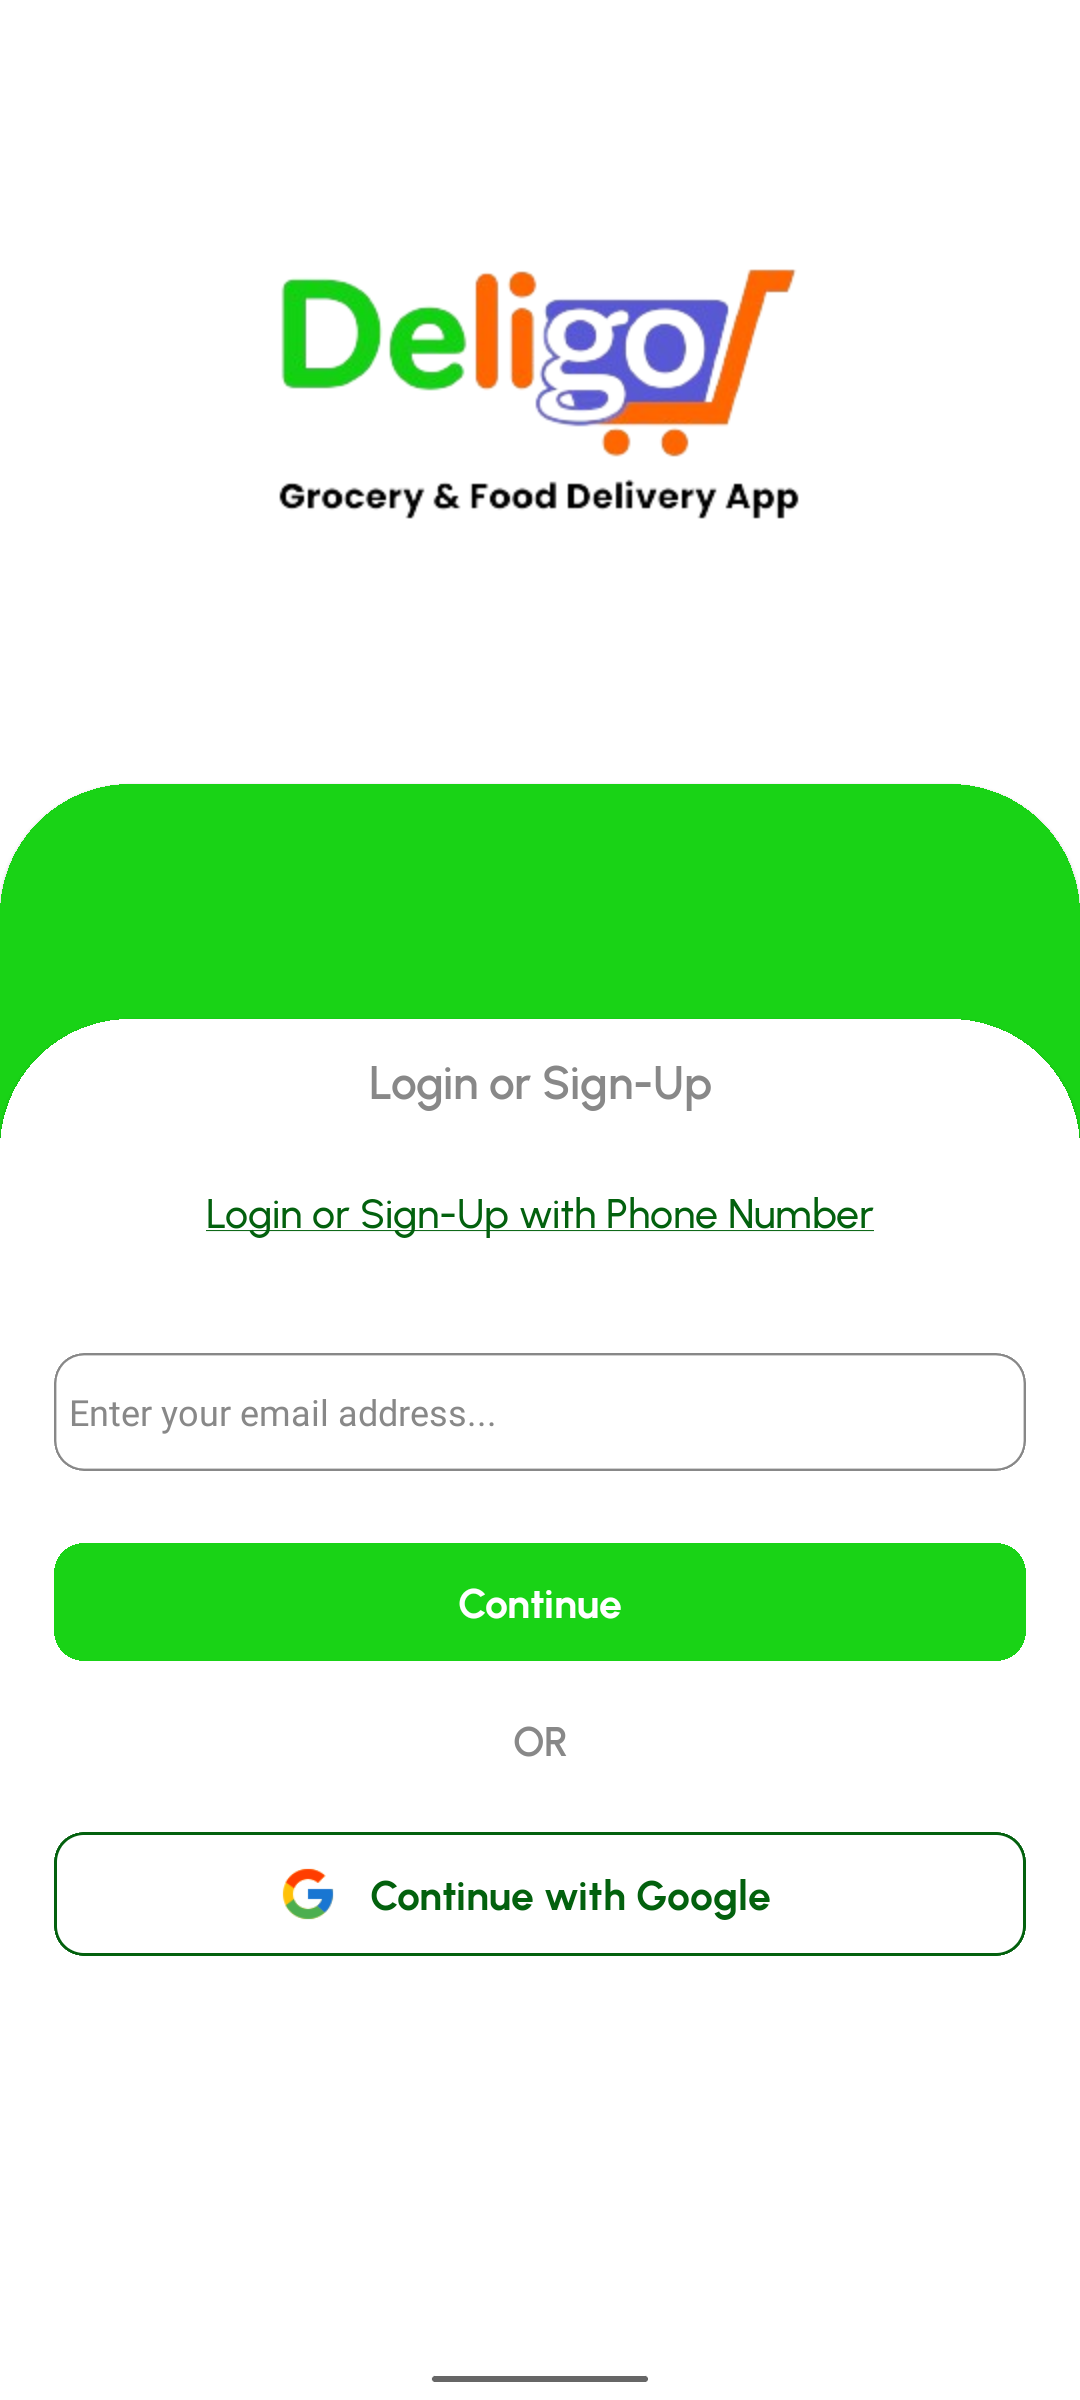 Deligo
Grocery & Food Delivery App
Login or Sign-Up
Login or Sign-Up with Phone Number
Enter your email address...
Continue
OR
Continue with Google